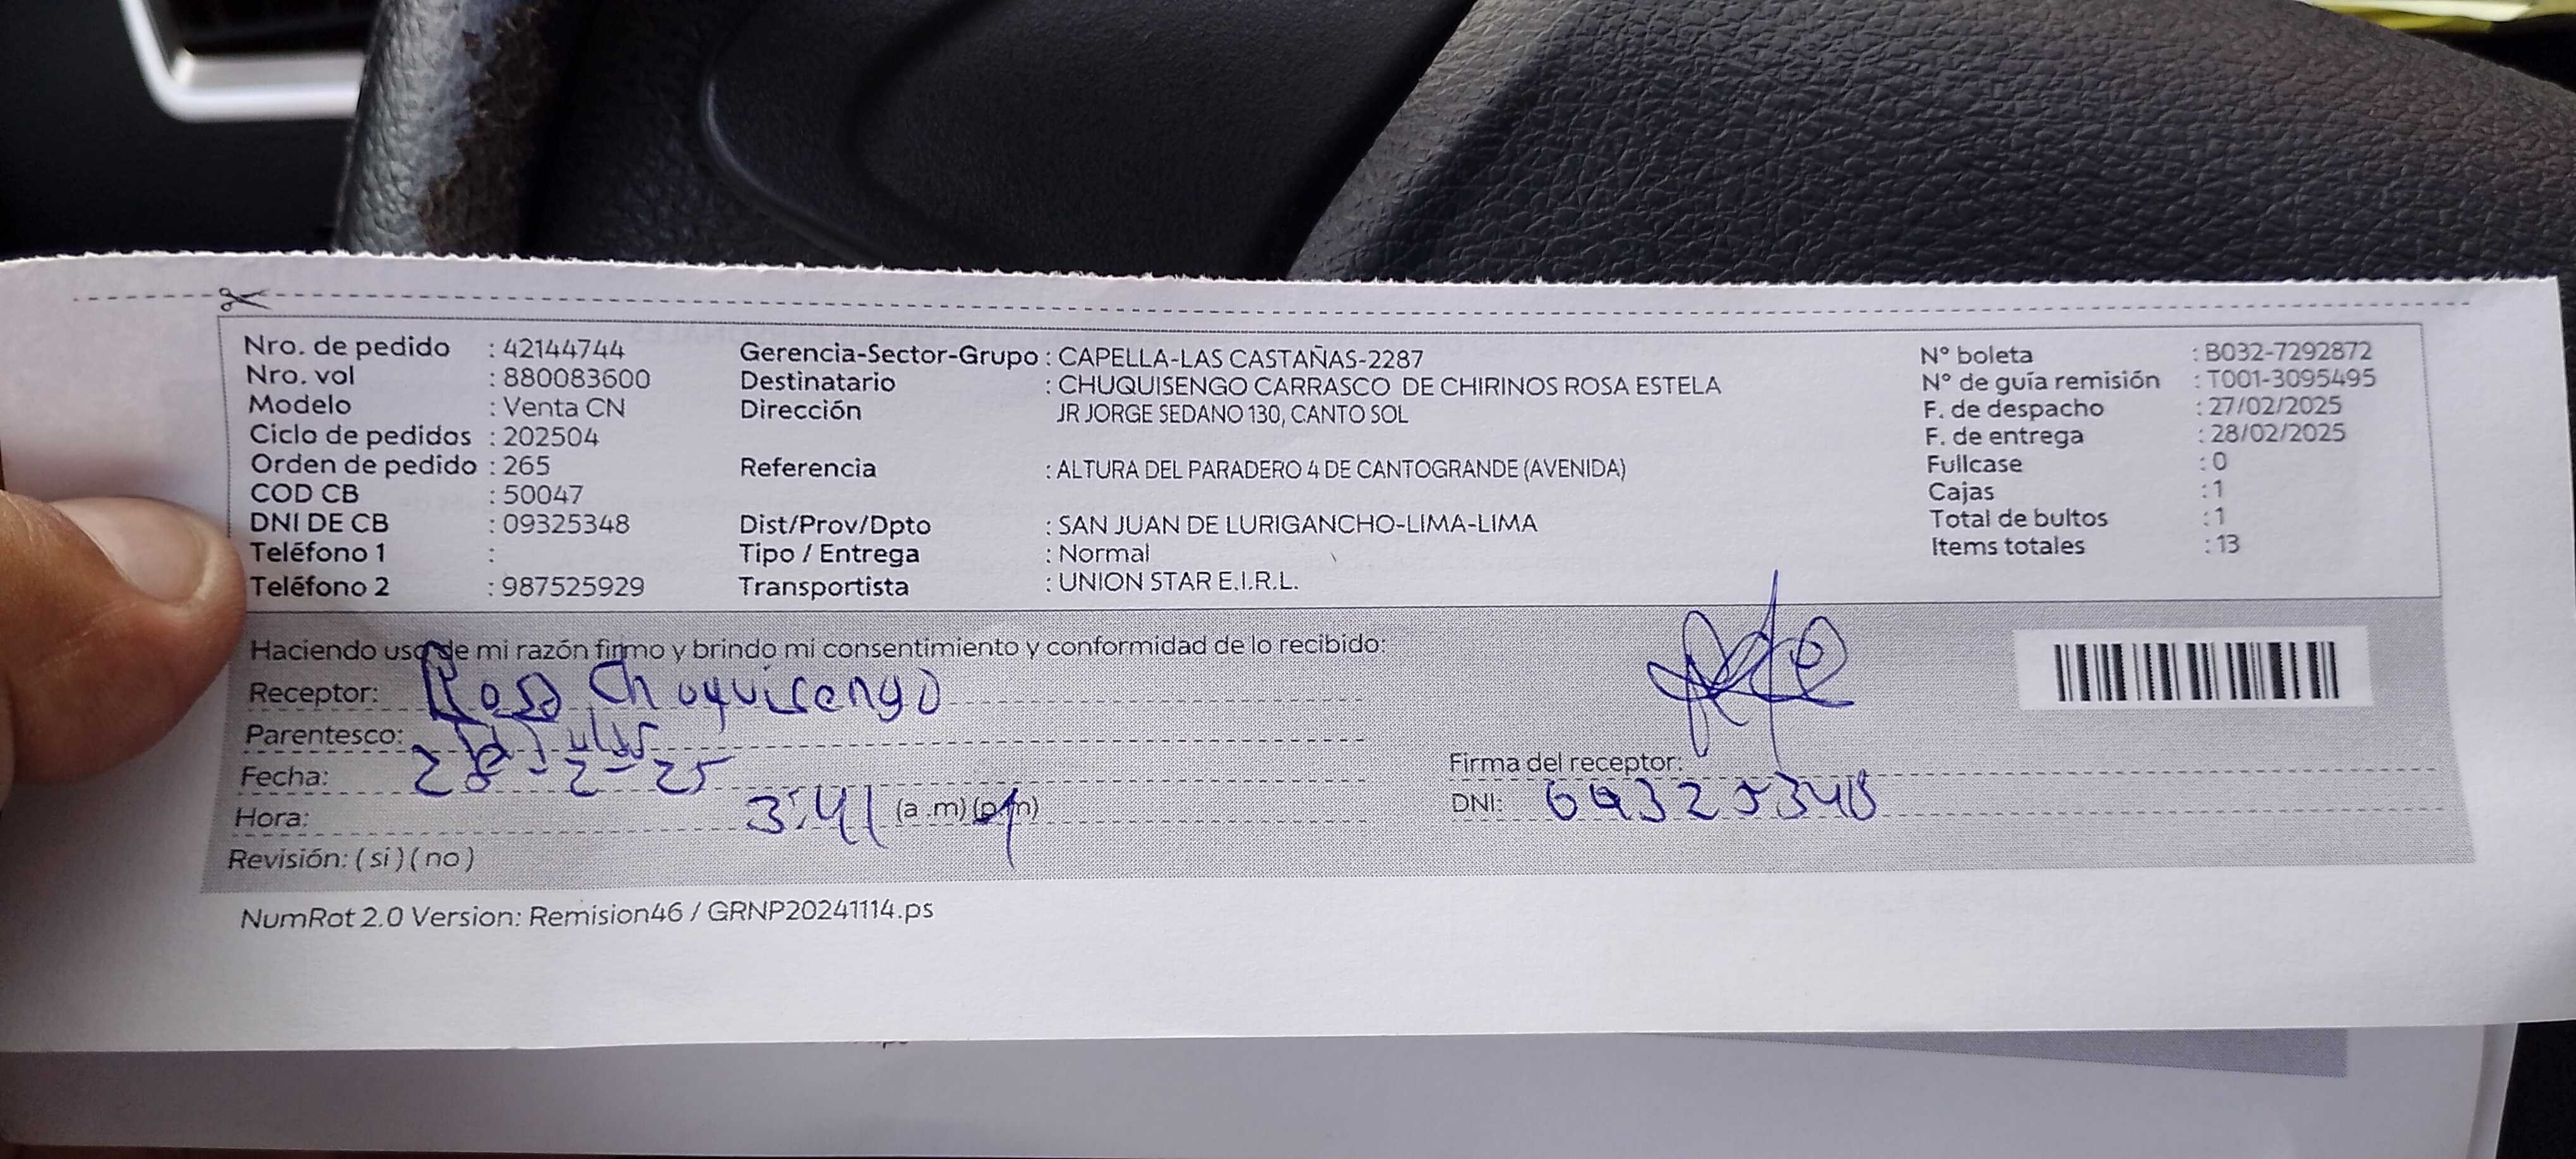 Nro. de pedido : 42144744
Nro. vol : 880083600
Modelo : Venta CN
Ciclo de pedidos : 202504
Orden de pedido : 265
COD CB : 50047
DNI DE CB : 09325348
Teléfono 1 :
Teléfono 2 : 987525929
Gerencia-Sector-Grupo : CAPELLA-LAS CASTAÑAS-2287
Destinatario : CHUQUISENGO CARRASCO DE CHIRINOS ROSA ESTELA
Dirección JR JORGE SEDANO 130, CANTO SOL
Referencia : ALTURA DEL PARADERO 4 DE CANTOGRANDE (AVENIDA)
Dist/Prov/Dpto : SAN JUAN DE LURIGANCHO-LIMA-LIMA
Tipo / Entrega : Normal
Transportista : UNION STAR E.I.R.L.
N° boleta : B032-7292872
N° de guía remisión : T001-3095495
F. de despacho : 27/02/2025
F. de entrega : 28/02/2025
Fullcase : 0
Cajas : 1
Total de bultos : 1
Items totales : 13
Haciendo uso de mi razón firmo y brindo mi consentimiento y conformidad de lo recibido:
Receptor: Rosa Chuquisengo
Parentesco:
Fecha: 28-2-25
Hora: 3:41 (a .m) (p.m)
Revisión: ( si ) ( no )
Firma del receptor:
DNI: 09325348
NumRot 2.0 Version: Remision46 / GRNP20241114.ps